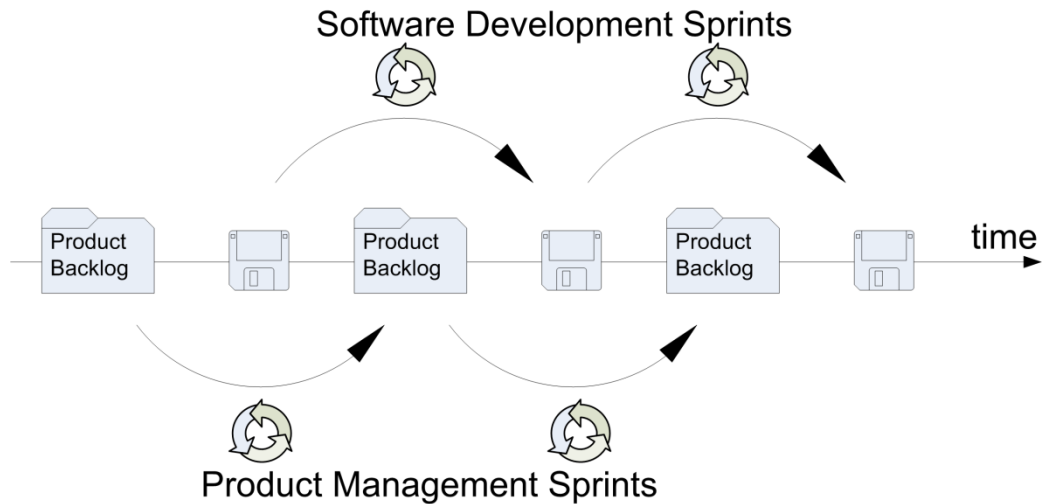 Software Development Sprints
Product
Backlog
Product
Backlog
Product
Backlog
time
Product Management Sprints